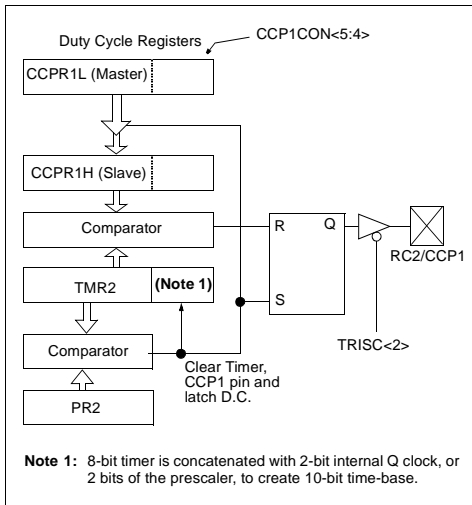 Duty Cycle Registers
CCP1CON<5:4>
CCPR1L (Master)
CCPR1H (Slave)
Comparator
R
Q
RC2/CCP1
TMR2
(Note 1)
S
TRISC<2>
Comparator
Clear Timer,
CCP1 pin and
latch D.C.
PR2
Note 1: 8-bit timer is concatenated with 2-bit internal Q clock, or
2 bits of the prescaler, to create 10-bit time-base.